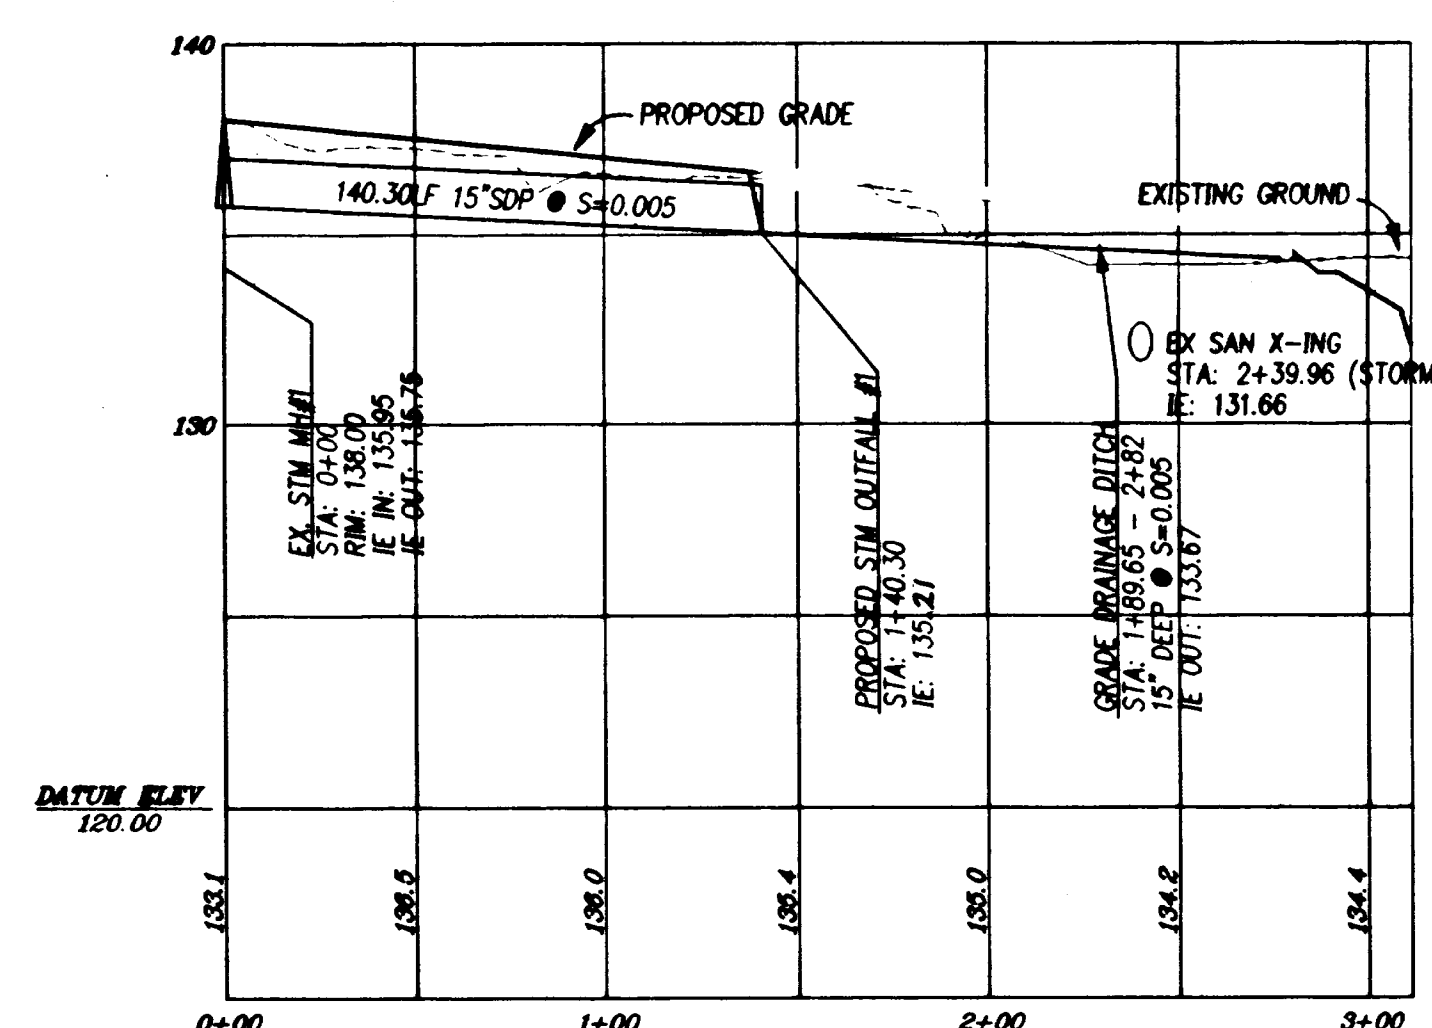 140
PROPOSED GRADE
140.30LF 15"SDP @ S=0.005
EXISTING GROUND
EX SAN X-ING
STA: 2+39.96 (STORM
IE: 131.66
130
EX. STM MH#1
STA: 0+00
RIM: 138.00
IE IN: 135.95
IE OUT: 135.75
PROPOSED STM OUTFALL #1
STA: 1+40.30
IE: 135.21
GRADE DRAINAGE DITCH
STA: 1+89.65 - 2+82
15" DEEP @ S=0.005
IE OUT: 133.67
DATUM ELEV
120.00
133.1
136.5
136.0
135.4
135.0
134.2
134.4
0+00
1+00
2+00
3+00